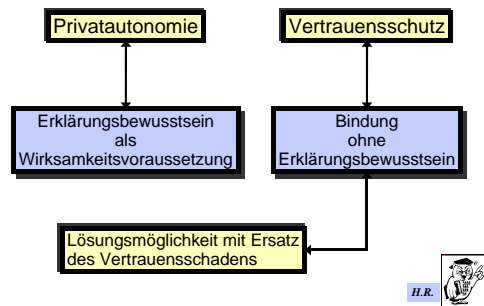 Privatautonomie
Vertrauensschutz
Erklärungsbewusstsein
als
Wirksamkeitsvoraussetzung
Bindung
ohne
Erklärungsbewusstsein
Lösungsmöglichkeit mit Ersatz
des Vertrauensschadens
H.R.